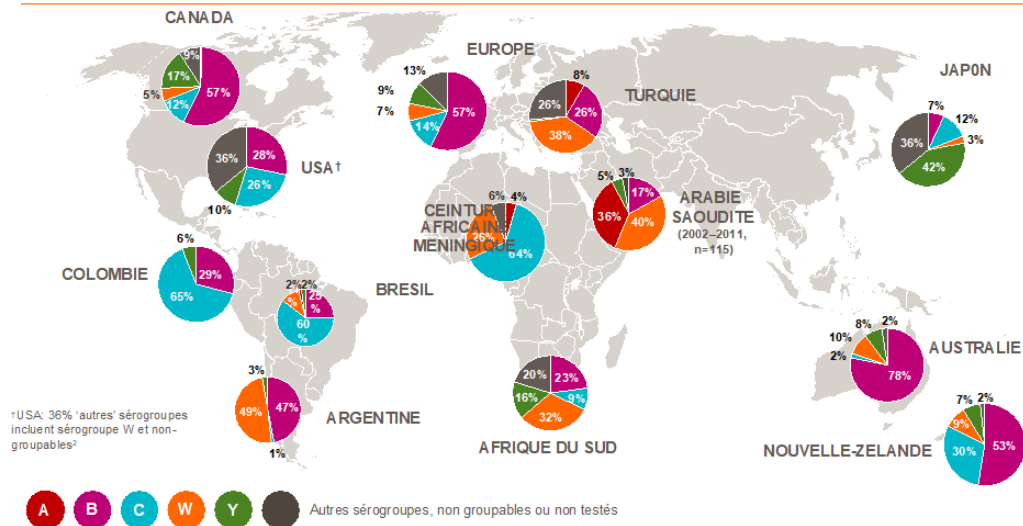 CANADA
9%
17%
5%
12%
57%
EUROPE
13%
9%
7%
14%
57%
8%
TURQUIE
26%
26%
38%
JAP0N
7%
12%
3%
36%
42%
USA†
36%
28%
26%
10%
6% 4%
CEINTUR
AFRICAINE
MÉNINGIQUE
26%
64%
5% 3%
17%
36%
40%
ARABIE
SAOUDITE
(2002–2011,
n=115)
COLOMBIE
6%
29%
65%
BRESIL
2% 2%
%
25
%
60
%
ARGENTINE
3%
49%
47%
1%
20%
23%
16%
9%
32%
AFRIQUE DU SUD
AUSTRALIE
8% 2%
10%
2%
78%
NOUVELLE-ZELANDE
7% 2%
9%
30%
53%
†USA: 36% ‘autres’ sérogroupes
incluent sérogroupe W et non-
groupables²
A B C W Y Autres sérogroupes, non groupables ou non testés